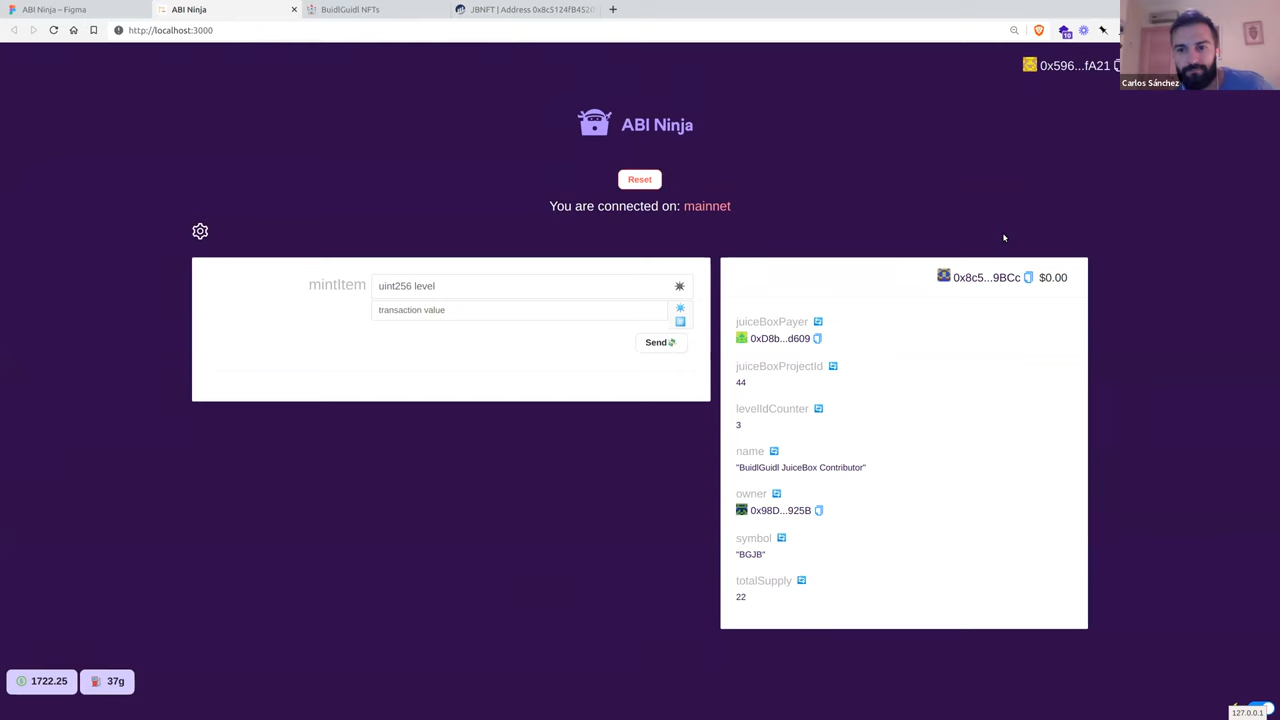 ABI Ninja – Figma
ABI Ninja
BuidlGuidl NFTs
JBNFT | Address 0x8c5124fB4520
http://localhost:3000
10
0x596...fA21
Carlos Sánchez
ABI Ninja
Reset
You are connected on: mainnet
mintItem
uint256 level
transaction value
Send
0x8c5...9BCc $0.00
juiceBoxPayer
0xD8b...d609
juiceBoxProjectId
44
levelIdCounter
3
name
"BuidlGuidl JuiceBox Contributor"
owner
0x98D...925B
symbol
"BGJB"
totalSupply
22
1722.25
37g
127.0.0.1